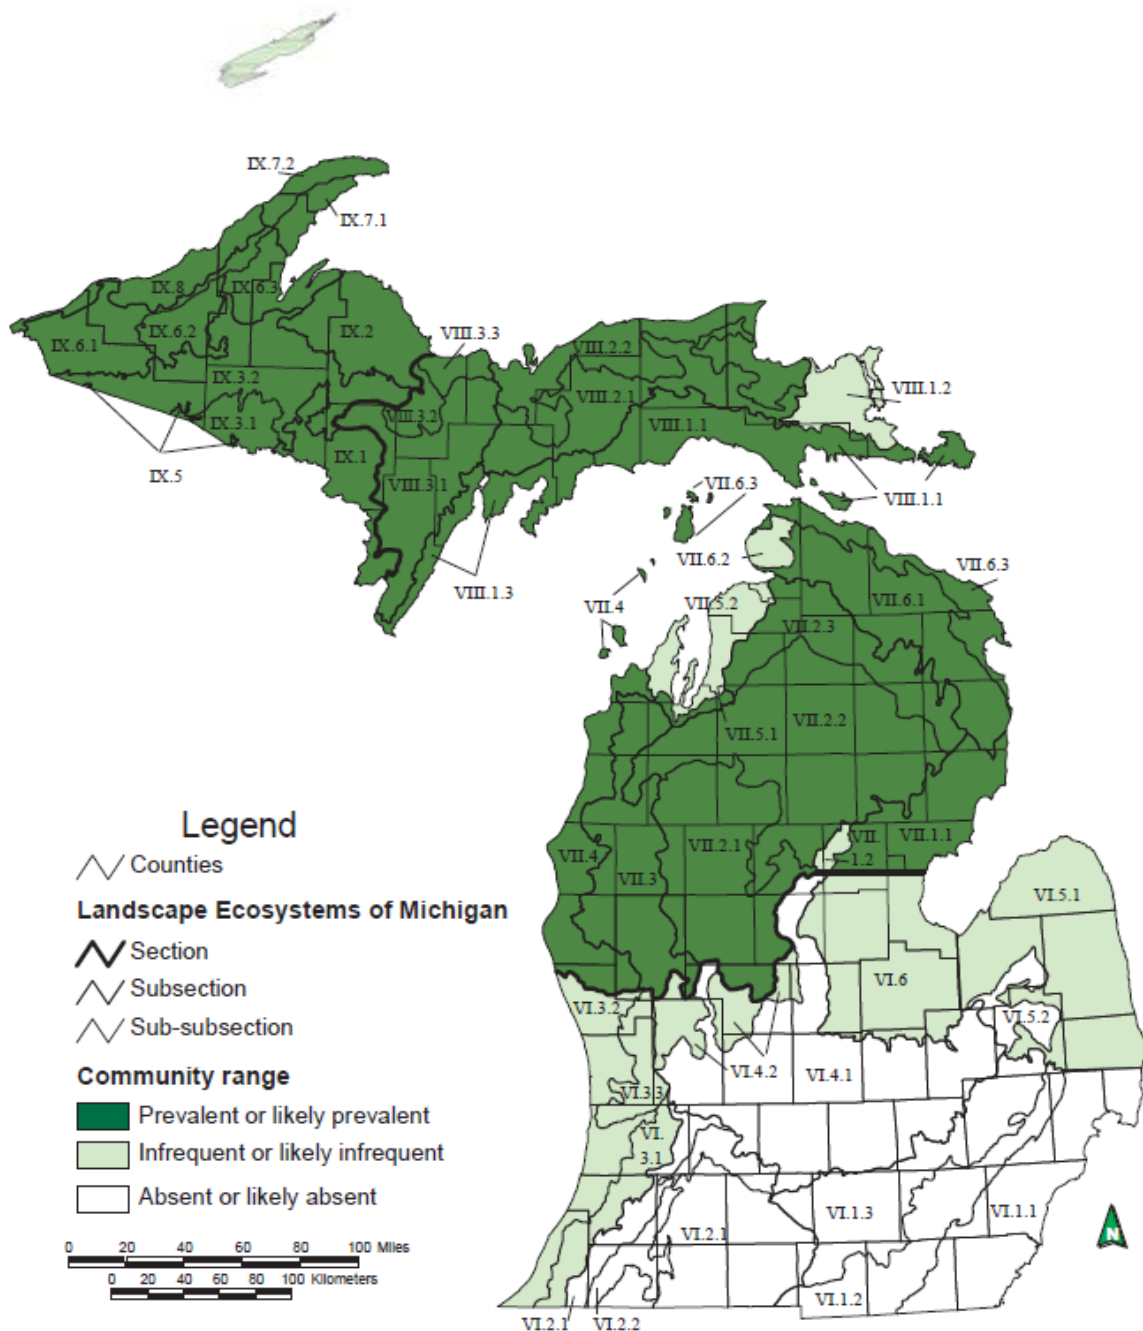 IX.7.2
IX.7.1
IX.8
IX.6.3
IX.6.2
IX.2
IX.6.1
VIII.3.3
VIII.2.2
IX.3.2
VIII.1.2
VIII.2.1
IX.3.1
VIII.3.2
VIII.1.1
IX.1
IX.5
VIII.3.1
VII.6.3
VIII.1.1
VII.6.2
VII.6.3
VIII.1.3
VII.4
VII.5.2
VII.6.1
VII.2.3
VII.2.2
VII.5.1
Legend
Counties
Landscape Ecosystems of Michigan
Section
Subsection
Sub-subsection
Community range
Prevalent or likely prevalent
Infrequent or likely infrequent
Absent or likely absent
0 20 40 60 80 100 Miles
0 20 40 60 80 100 Kilometers
VII.4
VII.3
VII.2.1
VII.
1.2
VII.1.1
VI.5.1
VI.6
VI.3.2
VI.5.2
VI.4.2
VI.4.1
VI.3.3
VI.
3.1
VI.2.1
VI.1.3
VI.1.1
VI.1.2
VI.2.1
VI.2.2
N